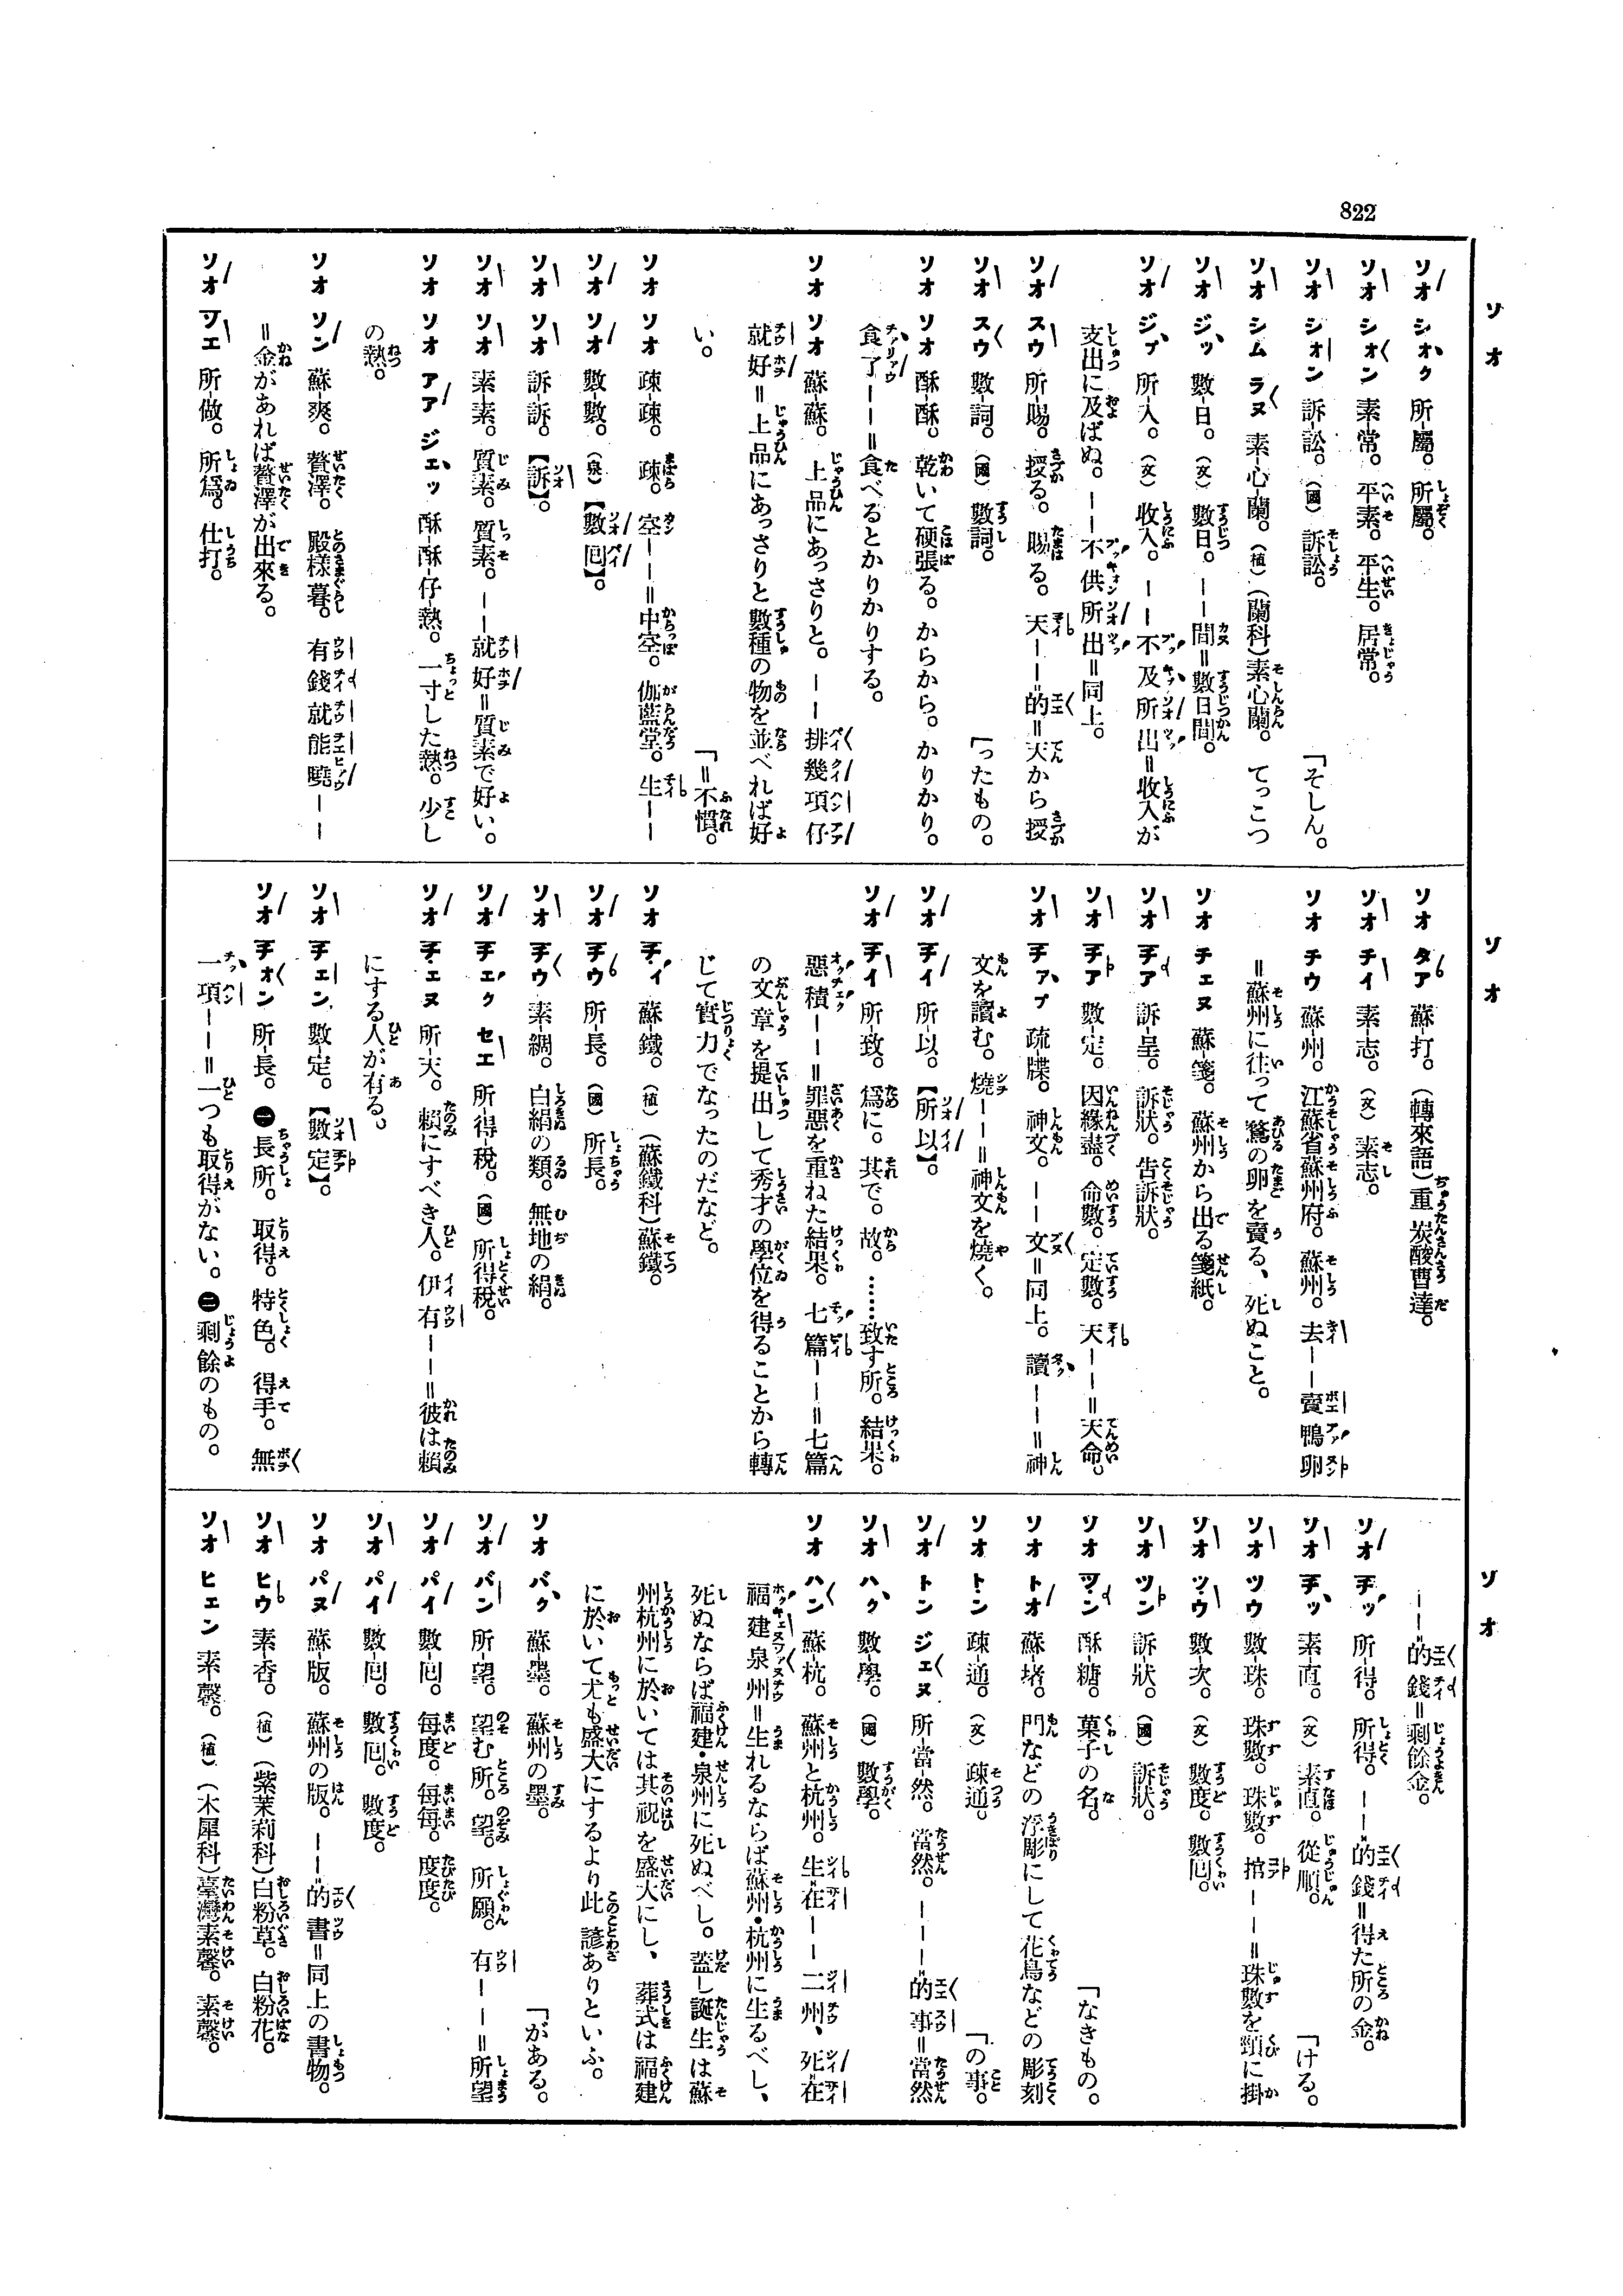 822
ソオ
ソオ シオク 所-屬。所屬。
ソオ シオン 素-常。平素。平生。居常。
ソオ シオン 訴-訟。(國)訴訟。
ソオ シム ラヌ 素-心-蘭。(植)(蘭科)素心蘭。てっこつ
「そしん。
ソオ ジッ 數-日。(文)數日。――間=數日間。
ソオ ジㇷ゚ 所-入。(文)收入。――不及所出=收入が
支出に及ばぬ。――不供所出=同上。
ソオ スウ 所-賜。授る。賜る。天――的=天から授
「ったもの。
ソオ スウ 數-詞。(國)數詞。
ソオ ソオ 酥-酥。乾いて硬張る。からから。かりかり。
食了――=食べるとかりかりする。
ソオ ソオ 蘇-蘇。上品にあっさりと。――排幾項仔
就好=上品にあっさりと數種の物を並べれば好
い。
「=不慣。
ソオ ソオ 疎-疎。疎。空――=中空。伽藍堂。生――
ソオ ソオ 數-數。(泉)【數囘】。
ソオ ソオ 訴-訴。【訴】。
ソオ ソオ 素-素。質素。質素。――就好=質素で好い。
ソオ ソオ アア ジェッ 酥-酥-仔-熱。一寸した熱。少し
の熱。
ソオ ソン 蘇-爽。贅澤。殿樣暮。有錢就能曉――
=金があれば贅澤が出來る。
ソオ ツェ 所-做。所爲。仕打。
ソオ
ソオ タア 蘇-打。(轉來語)重炭酸曹達。
ソオ チイ 素-志。(文)素志。
ソオ チウ 蘇-州。江蘇省蘇州府。蘇州。去――賣鴨卵
=蘇州に往って鶩の卵を賣る、死ぬこと。
ソオ チェヌ 蘇-箋。蘇州から出る箋紙。
ソオ チア 訴-呈。訴狀。告訴狀。
ソオ チア 數-定。因緣盡。命數。定數。天――=天命。
ソオ チアㇷ゚ 疏-牒。神文。――文=同上。讀――=神
文を讀む。燒――=神文を燒く。
ソオ チイ 所-以。【所以】。
ソオ チイ 所-致。爲に。其で。故。……致す所。結果。
惡積――=罪惡を重ねた結果。七篇――=七篇
の文章を提出して秀才の學位を得ることから轉
じて實力でなったのだなど。
ソオ チィ 蘇-鐵。(植)(蘇鐵科)蘇鐵。
ソオ チウ 所-長。(國)所長。
ソオ チウ 素-綢。白絹の類。無地の絹。
ソオ チェク セエ 所-得-稅。(國)所得稅。
ソオ チェヌ 所-天。賴にすべき人。伊有――=彼は賴
にする人が有る。
ソオ チェン 數-定。【數定】。
ソオ チオン 所-長。㊀長所。取得。特色。得手。無
一項――=一つも取得がない。㊁剩餘のもの。
ソオ
――的錢=剩餘金。
ソオ チッ 所-得。所得。――的錢=得た所の金。
ソオ チッ 素-直。(文)素直。從順。
「ける。
ソオ ツウ 數-珠。珠數。珠數。捾――=珠數を頸に掛
ソオ ツウ 數-次。(文)數度。數囘。
ソオ ツン 訴-狀。(國)訴狀。
ソオ ツン 酥-糖。菓子の名。
「なきもの。
ソオ トオ 蘇-堵。門などの浮彫にして花鳥などの彫刻
ソオ トン 疎-通。(文)疎通。
「の事。
ソオ トン ジェヌ 所-當-然。當然。――的事=當然
ソオ ハク 數-學。(國)數學。
ソオ ハン 蘇-杭。蘇州と杭州。生在――二州、死在
福建泉州=生れるならば蘇州・杭州に生るべし、
死ぬならば福建・泉州に死ぬべし。蓋し誕生は蘇
州杭州に於いては其祝を盛大にし、葬式は福建
に於いて尤も盛大にするより此諺ありといふ。
ソオ バク 蘇-墨。蘇州の墨。
「がある。
ソオ バン 所-望。望む所。望。所願。有――=所望
ソオ パイ 數-囘。每度。每每。度度。
ソオ パイ 數-囘。數囘。數度。
ソオ パヌ 蘇-版。蘇州の版。――的書=同上の書物。
ソオ ヒウ 素-香。(植)(紫茉莉科)白粉草。白粉花。
ソオ ヒェン 素-馨。(植)(木犀科)臺灣素馨。素馨。